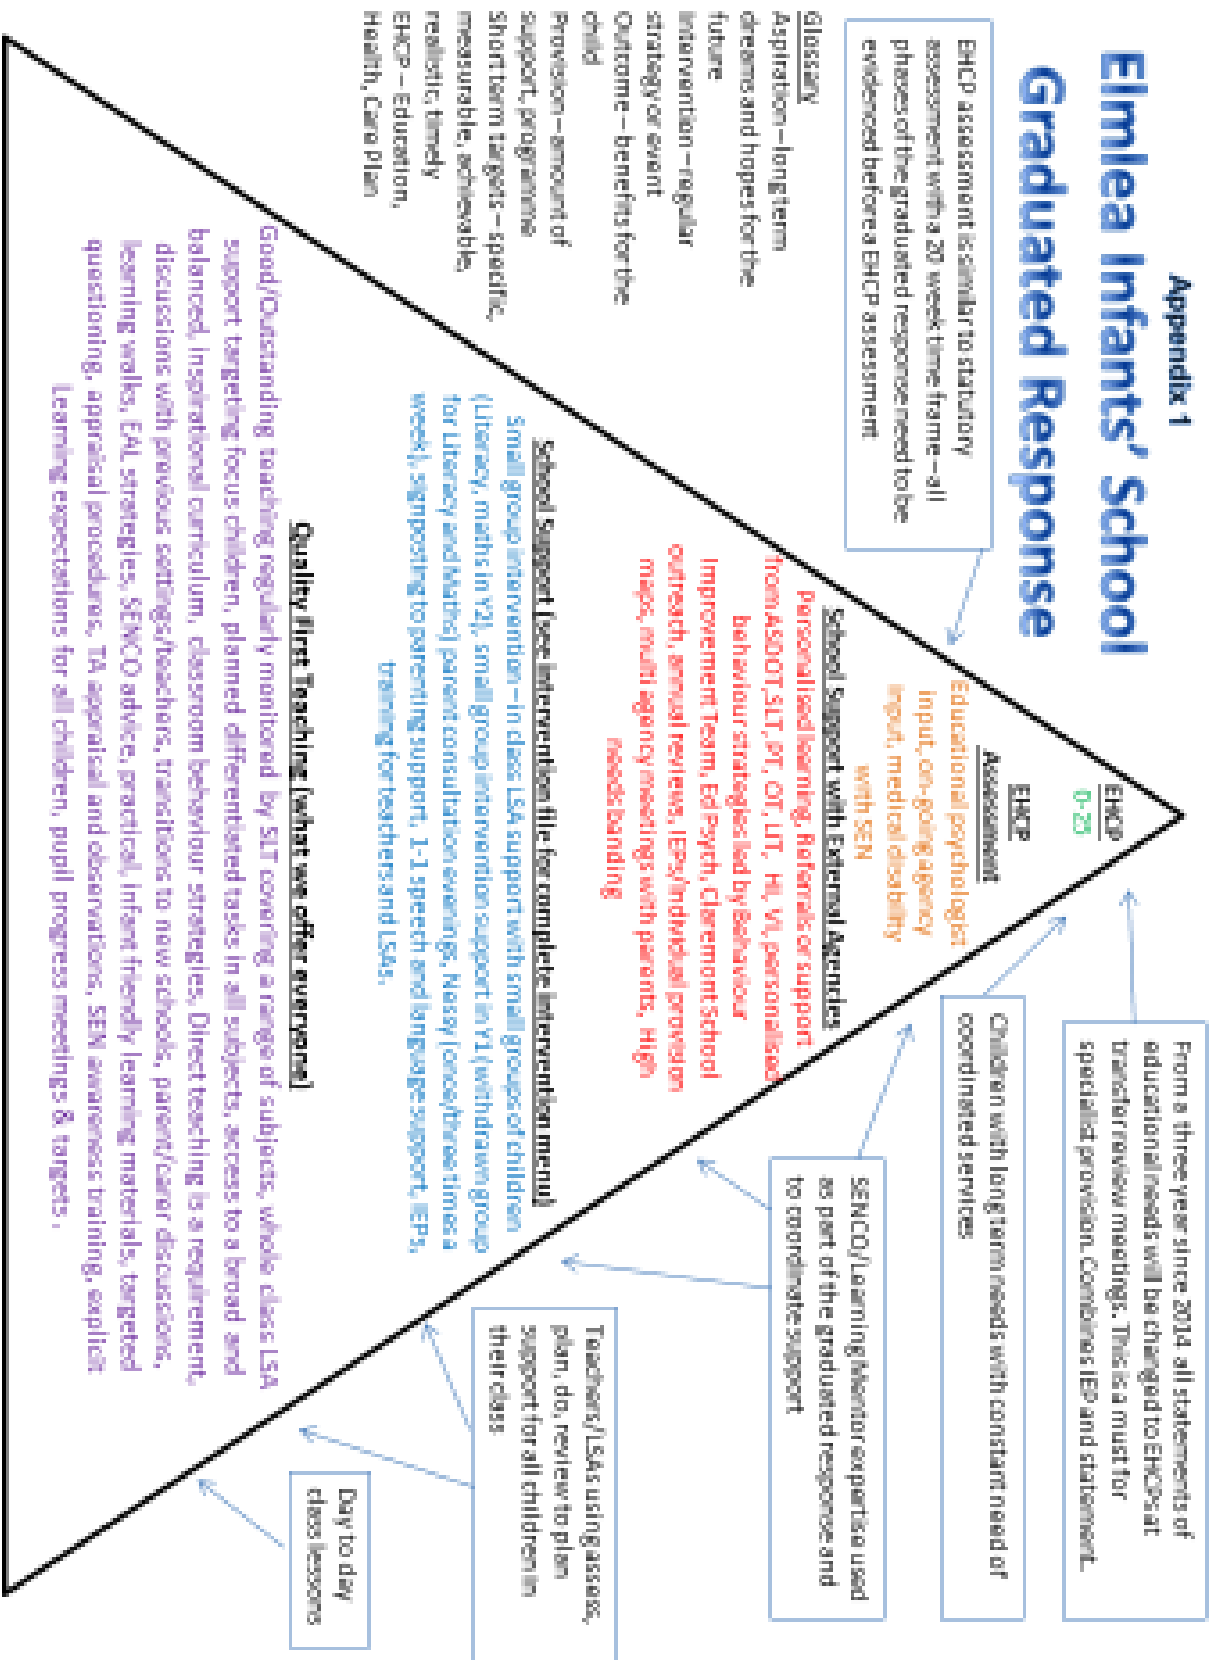 Appendix 1
Elmlea Infants' School
Graduated Response
EHCP assessment is similar to statutory
assessment with a 20 week time frame – all
phases of the graduated response need to be
evidenced before a EHCP assessment
Glossary
Aspiration – long term
dreams and hopes for the
future
Intervention – regular
strategy or event
Outcome – benefits for the
child
Provision – amount of
support, programme
Short term targets – specific,
measurable, achievable,
realistic, timely
EHCP – Education,
Health, Care Plan
EHCP
0-25
EHCP
Assessment
Educational psychologist
input, on-going agency
input, medical disability
with SEN
School Support with External Agencies
Personalised learning, Referrals or support
from ASDOT, SLT, PT, OT, LIT, HI, VI, personalised
behaviour strategies led by Behaviour
Improvement Team, Ed Psych, Claremont School
outreach, annual reviews, IEPs/individual provision
maps, multi agency meetings with parents, High
needs banding
School Support (see intervention file for complete intervention menu)
Small group intervention – in class LSA support with small groups of children
(Literacy, maths in Y2), small group intervention support in Y1 (withdrawn group
for Literacy and Maths) parent consultation evenings, Nessy (once/three times a
week), signposting to parenting support, 1-1 speech and language support, IEPs,
training for teachers and LSAs,
Quality First Teaching (what we offer everyone)
Good/Outstanding teaching regularly monitored by SLT covering a range of subjects, whole class LSA
support targeting focus children, planned differentiated tasks in all subjects, access to a broad and
balanced, inspirational curriculum, classroom behaviour strategies, Direct teaching is a requirement,
discussions with previous settings/teachers, transitions to new schools, parent/carer discussions,
learning walks, EAL strategies, SENCO advice, practical, infant friendly learning materials, targeted
questioning, appraisal procedures, TA appraisal and observations, SEN awareness training, explicit
Learning expectations for all children, pupil progress meetings & targets.
From a three year since 2014 all statements of
educational needs will be changed to EHCPs at
transfer review meetings. This is a must for
specialist provision. Combines IEP and statement.
Children with long term needs with constant need of
coordinated services
SENCO/Learning Mentor expertise used
as part of the graduated response and
to coordinate support
Teachers/LSAs using assess,
plan, do, review to plan
support for all children in
their class
Day to day
class lessons